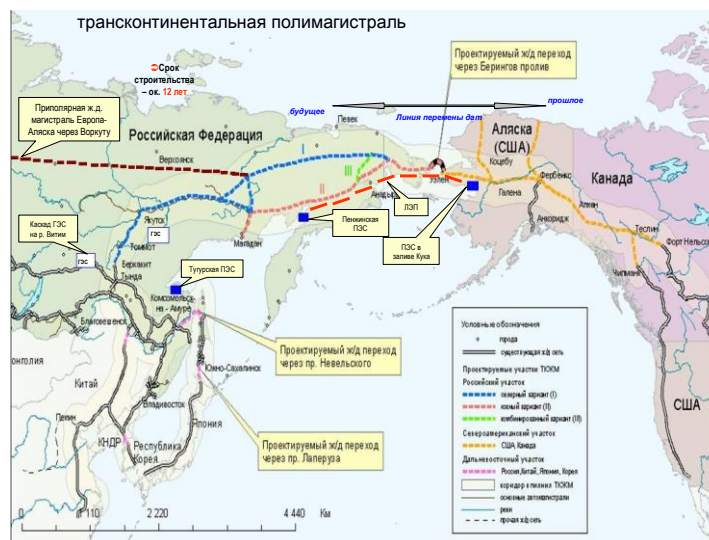 трансконтинентальная полимагистраль
Срок
строительства
– ок. 12 лет
Проектируемый ж/д переход
через Берингов пролив
будущее
прошлое
Линия перемены дат
Приполярная ж.д.
магистраль Европа-
Аляска через Воркуту
Российская Федерация
Певек
Аляска
(США)
Коцебу
Канада
Верхоянск
I
III
II
Уэлен
Галена
Фербенкс
Анадырь
ЛЭП
Анкоридж
Каскад ГЭС
на р. Витим
Якутск
ГЭС
Томмот
Магадан
Пенжинская
ПЭС
ПЭС в
заливе Кука
Теслин
Форт Нельсон
ГЭС
Беркакит
Тында
Тугурская ПЭС
Комсомольск-
на - Амуре
Благовещенск
Китай
Южно-Сахалинск
Проектируемый ж/д переход
через пр. Невельского
Владивосток
Пекин
Япония
КНДР
Республика
Корея
Проектируемый ж/д переход
через пр. Лаперуза
США
Условные обозначения
города
существующая ж/д сеть
Проектируемые участки ТКЖМ
Российский участок
северный вариант (I)
южный вариант (II)
комбинированный вариант (III)
Североамериканский участок
США, Канада
Дальневосточный участок
Россия, Китай, Япония, Корея
коридор влияния ТКЖМ
основные автомагистрали
реки
прочая ж/д сеть
0
1 110
2 220
4 440
Км